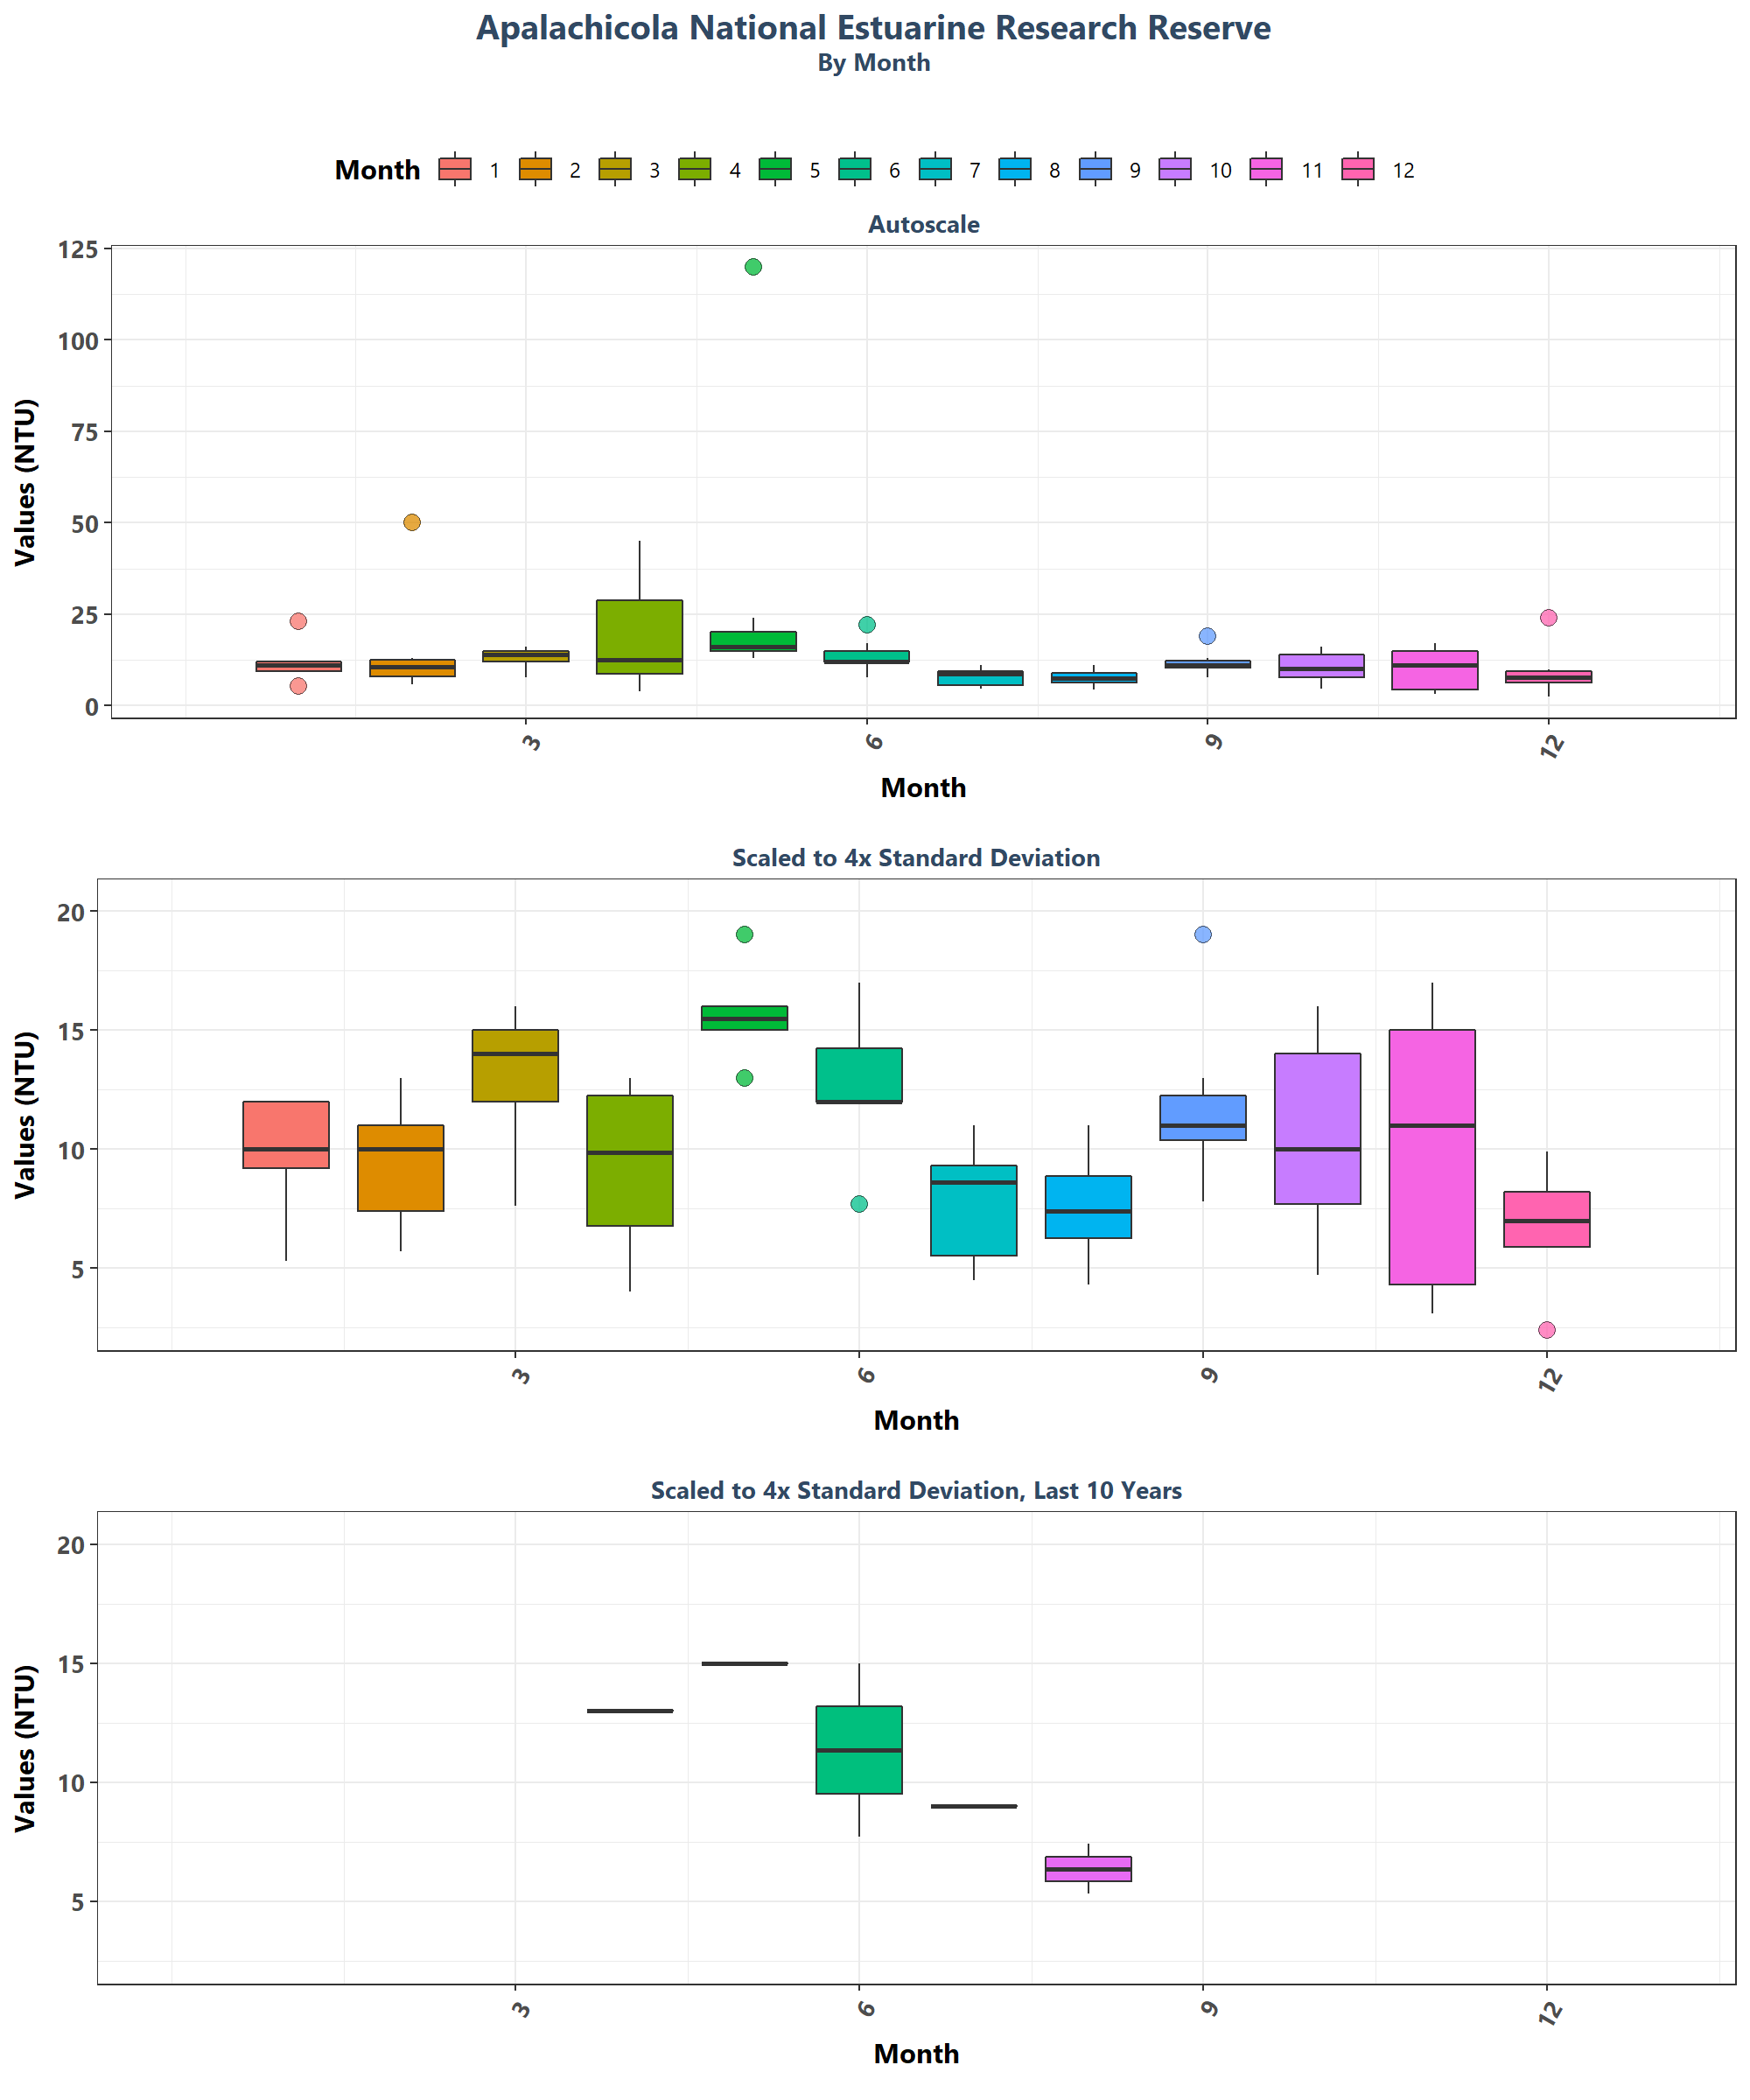 Apalachicola National Estuarine Research Reserve
By Month
Month 1 2 3 4 5 6 7 8 9 10 11 12
Autoscale
125
100
75
50
25
0
Values (NTU)
3 6 9 12
Month
Scaled to 4x Standard Deviation
20
15
10
5
Values (NTU)
3 6 9 12
Month
Scaled to 4x Standard Deviation, Last 10 Years
20
15
10
5
Values (NTU)
3 6 9 12
Month